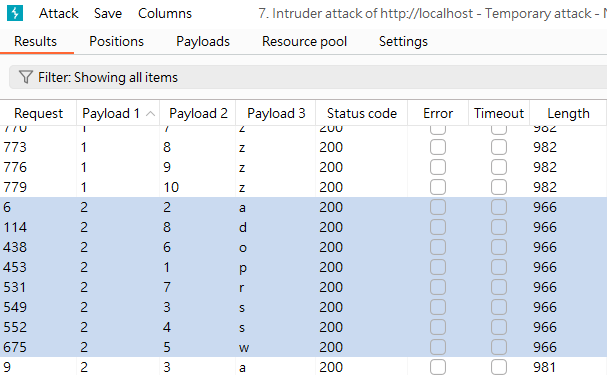 Attack Save Columns 7. Intruder attack of http://localhost - Temporary attack -
Results Positions Payloads Resource pool Settings
Filter: Showing all items
Request Payload 1 Payload 2 Payload 3 Status code Error Timeout Length
770 1 7 z 200 982
773 1 8 z 200 982
776 1 9 z 200 982
779 1 10 z 200 982
6 2 2 a 200 966
114 2 8 d 200 966
438 2 6 o 200 966
453 2 1 p 200 966
531 2 7 r 200 966
549 2 3 s 200 966
552 2 4 s 200 966
675 2 5 w 200 966
9 2 3 a 200 981